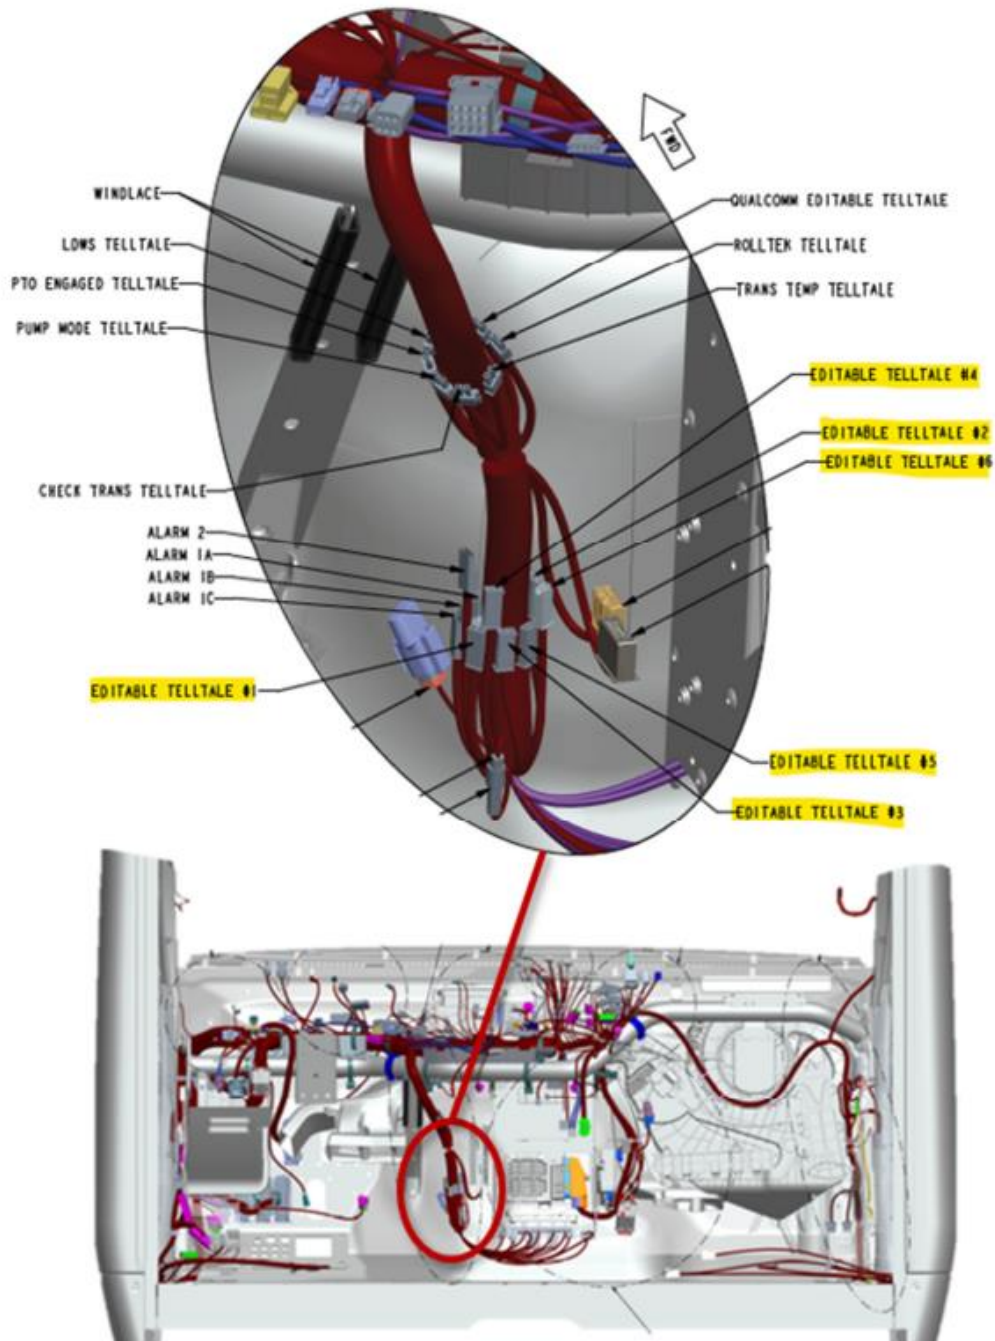 FWD
WINDLACE
QUALCOMM EDITABLE TELLTALE
LDWS TELLTALE
ROLLTEK TELLTALE
PTO ENGAGED TELLTALE
TRANS TEMP TELLTALE
PUMP MODE TELLTALE
EDITABLE TELLTALE #4
EDITABLE TELLTALE #2
EDITABLE TELLTALE #6
CHECK TRANS TELLTALE
ALARM 2
ALARM 1A
ALARM 1B
ALARM 1C
EDITABLE TELLTALE #1
EDITABLE TELLTALE #5
EDITABLE TELLTALE #3